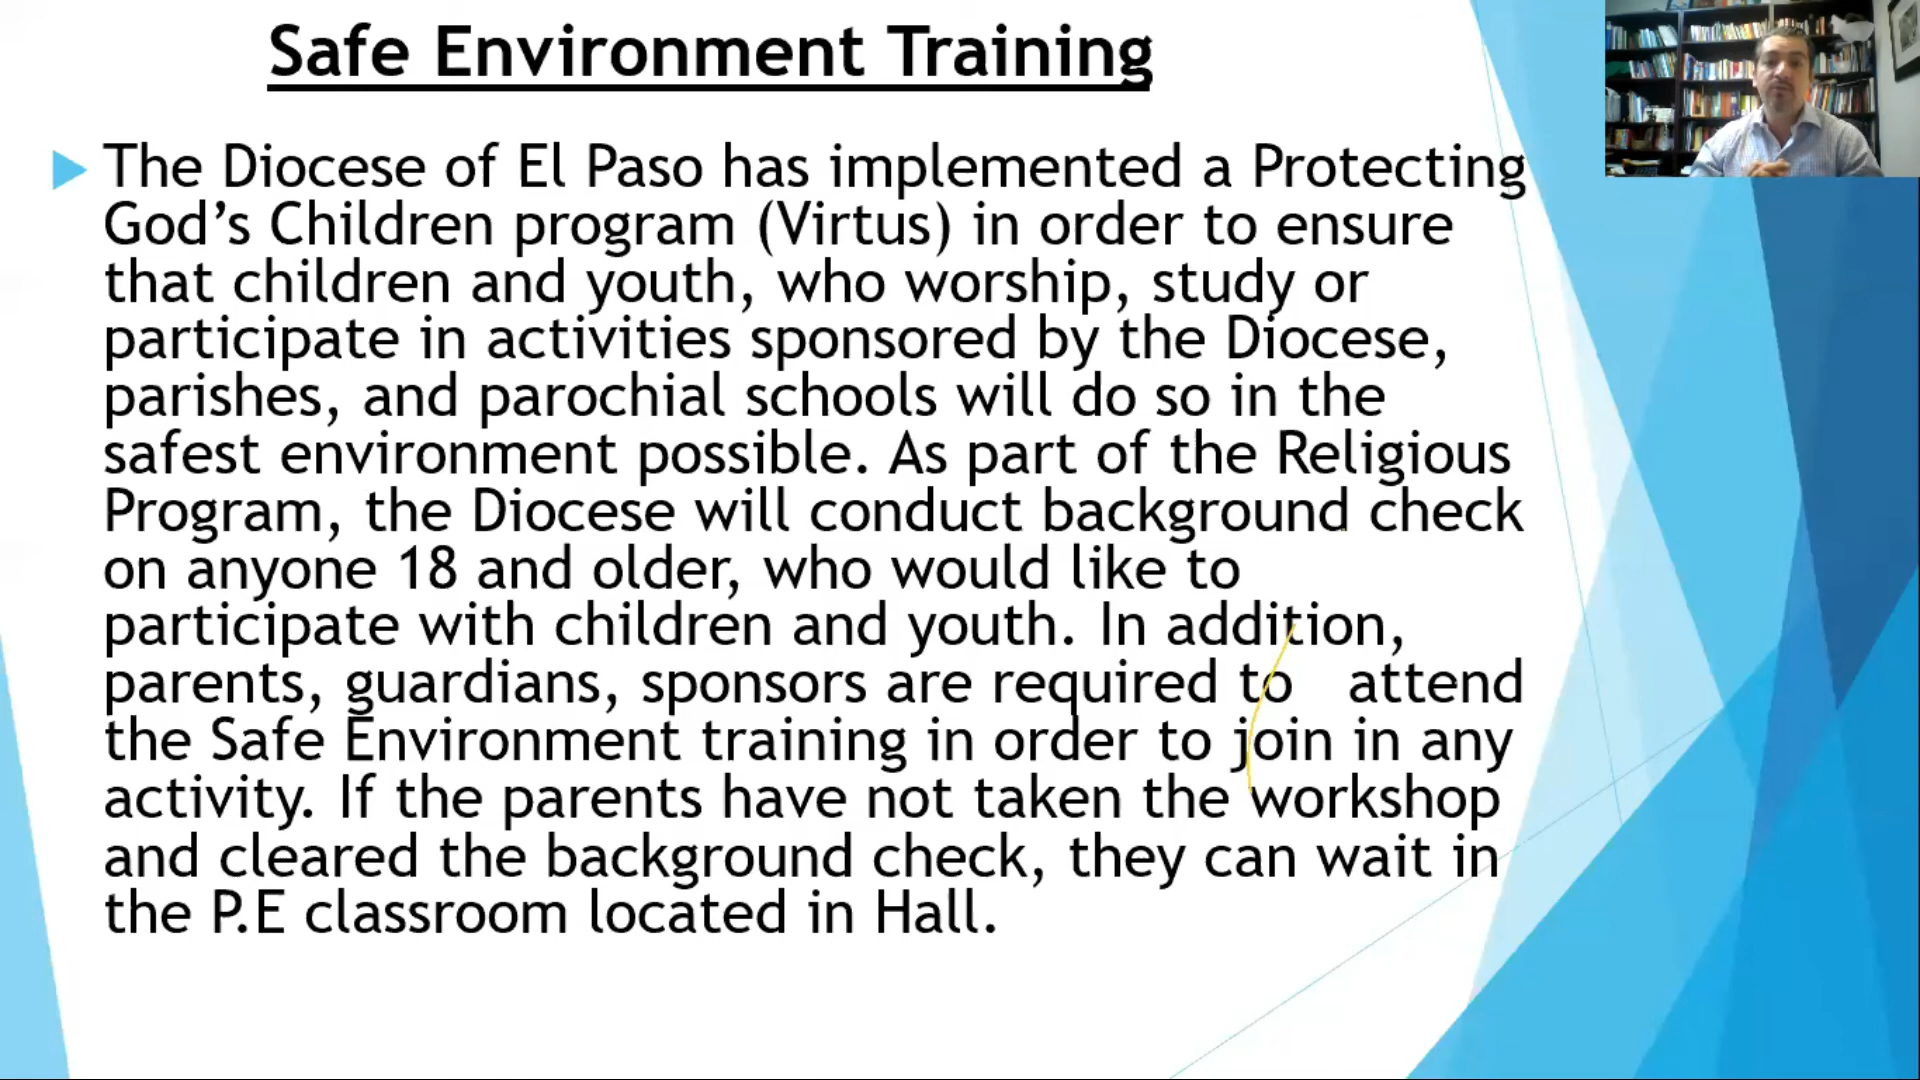 Safe Environment Training
The Diocese of El Paso has implemented a Protecting
God’s Children program (Virtus) in order to ensure
that children and youth, who worship, study or
participate in activities sponsored by the Diocese,
parishes, and parochial schools will do so in the
safest environment possible. As part of the Religious
Program, the Diocese will conduct background check
on anyone 18 and older, who would like to
participate with children and youth. In addition,
parents, guardians, sponsors are required to attend
the Safe Environment training in order to join in any
activity. If the parents have not taken the workshop
and cleared the background check, they can wait in
the P.E classroom located in Hall.